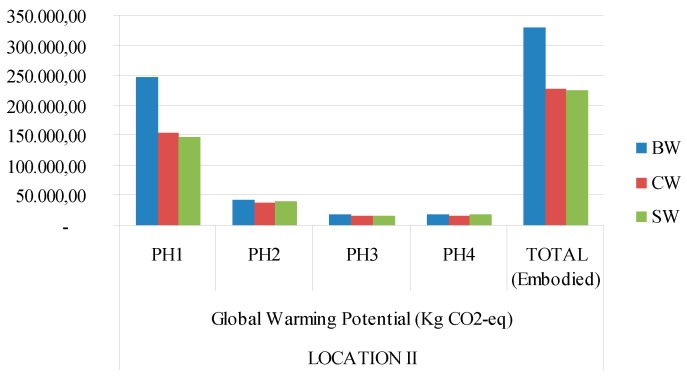 350.000,00
300.000,00
250.000,00
200.000,00
150.000,00
100.000,00
50.000,00
-
BW
CW
SW
PH1 PH2 PH3 PH4 TOTAL
(Embodied)
Global Warming Potential (Kg CO2-eq)
LOCATION II